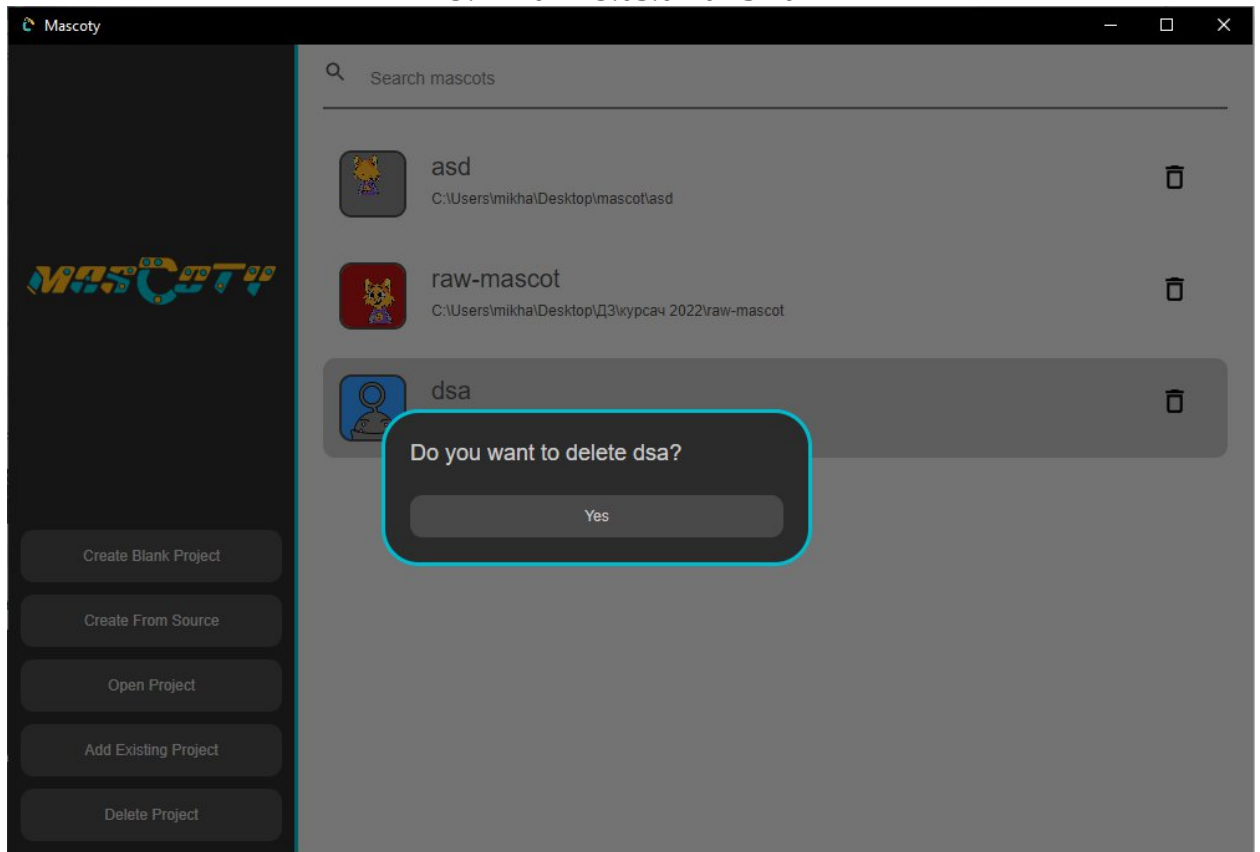 Mascoty
Search mascots
asd
C:\Users\mikha\Desktop\mascot\asd
MASCOTY
raw-mascot
C:\Users\mikha\Desktop\ДЗ\курсач 2022\raw-mascot
dsa
Do you want to delete dsa?
Yes
Create Blank Project
Create From Source
Open Project
Add Existing Project
Delete Project